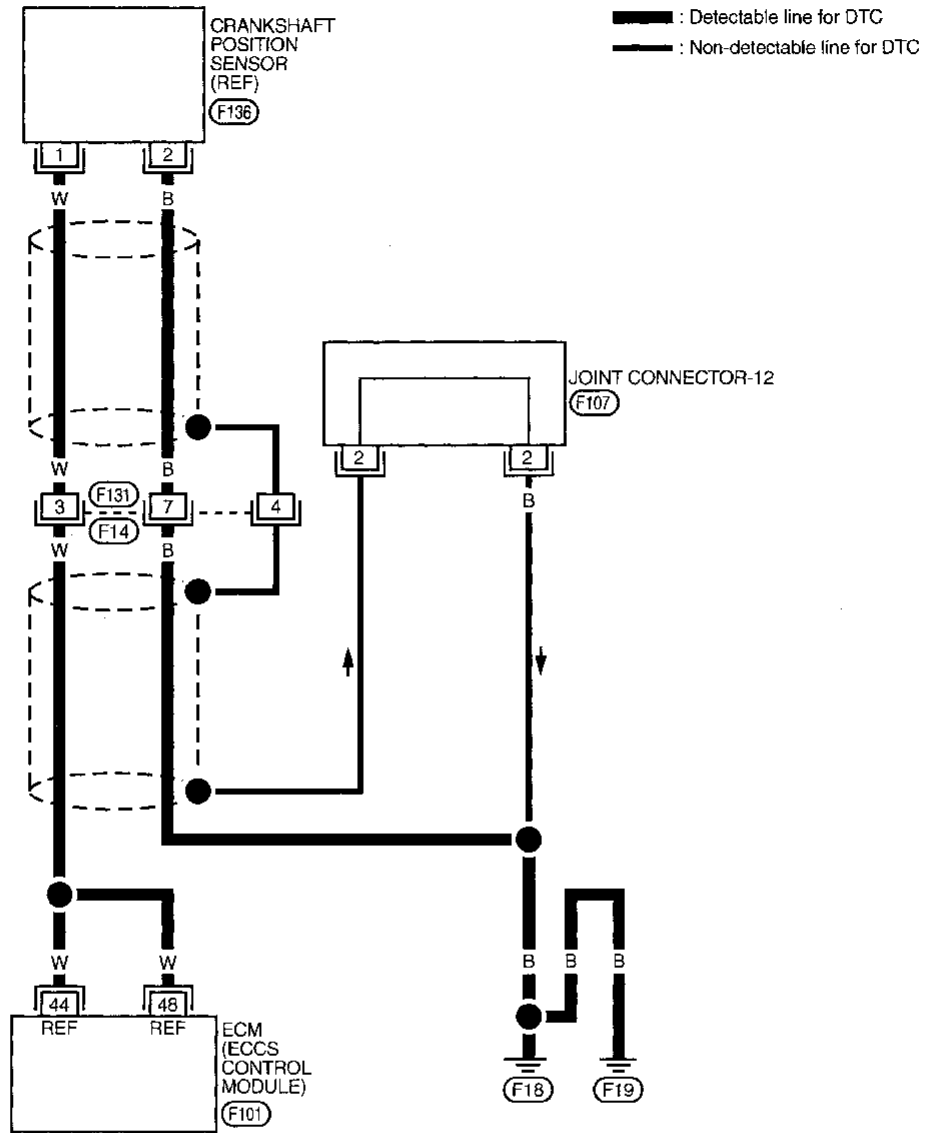 CRANKSHAFT
POSITION
SENSOR
(REF)
F136
: Detectable line for DTC
: Non-detectable line for DTC
1 2
W B
JOINT CONNECTOR-12
F107
2 2
B
W B
3 F131 7 4
F14
W B
W W
B B B
44 48
REF REF
ECM
(ECCS
CONTROL
MODULE)
F101
F18 F19